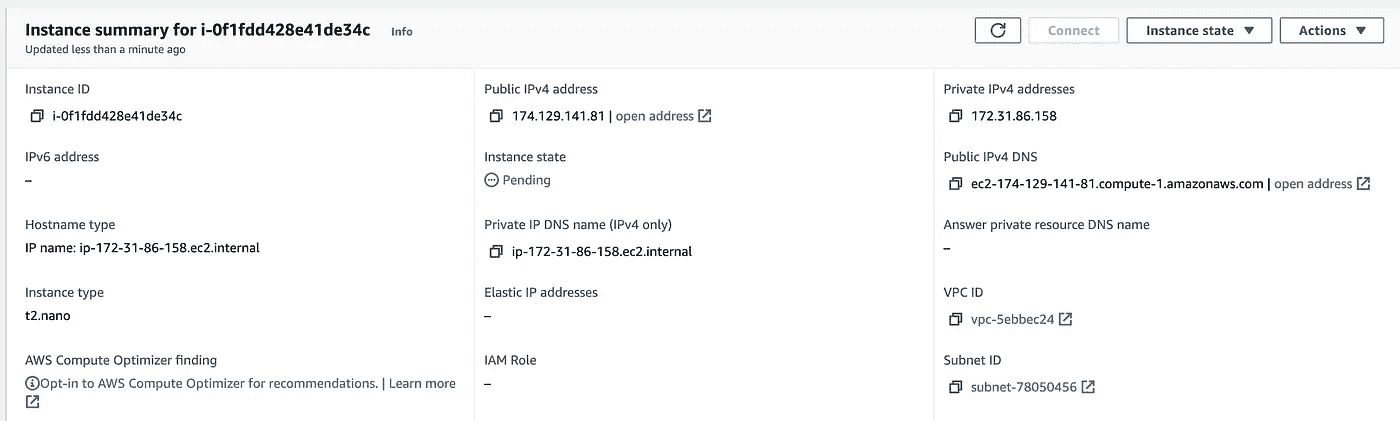 Instance summary for i-0f1fdd428e41de34c Info
Updated less than a minute ago
Connect
Instance state
Actions
Instance ID
i-0f1fdd428e41de34c
Public IPv4 address
174.129.141.81 | open address
Private IPv4 addresses
172.31.86.158
IPv6 address
–
Instance state
Pending
Public IPv4 DNS
ec2-174-129-141-81.compute-1.amazonaws.com | open address
Hostname type
IP name: ip-172-31-86-158.ec2.internal
Private IP DNS name (IPv4 only)
ip-172-31-86-158.ec2.internal
Answer private resource DNS name
–
Instance type
t2.nano
Elastic IP addresses
–
VPC ID
vpc-5ebbec24
AWS Compute Optimizer finding
Opt-in to AWS Compute Optimizer for recommendations. | Learn more
IAM Role
–
Subnet ID
subnet-78050456